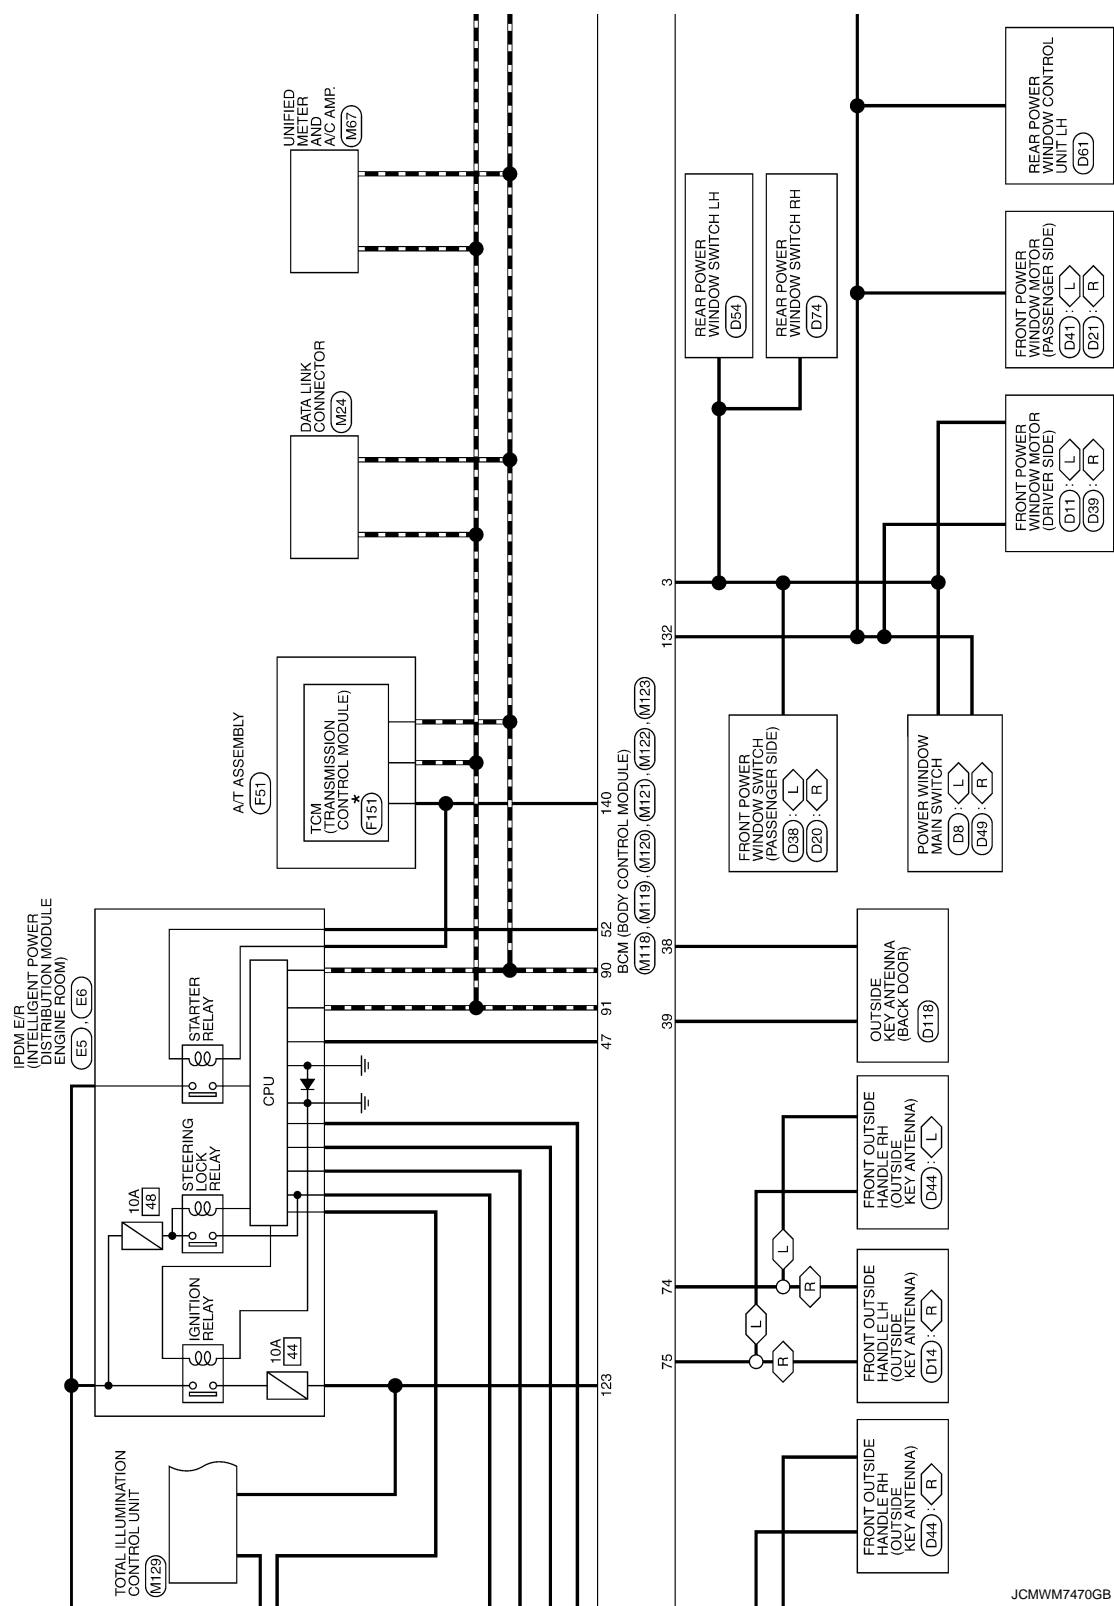 UNIFIED
METER
AND
A/C AMP.
M67
DATA LINK
CONNECTOR
M24
A/T ASSEMBLY
F51
TCM
(TRANSMISSION
CONTROL MODULE)
*
F151
IPDM E/R
(INTELLIGENT POWER
DISTRIBUTION MODULE
ENGINE ROOM)
E5 , E6
STARTER
RELAY
CPU
STEERING
LOCK
RELAY
10A
48
IGNITION
RELAY
10A
44
TOTAL ILLUMINATION
CONTROL UNIT
M129
140
52
90
91
47
123
BCM (BODY CONTROL MODULE)
M118 , M119 , M120 , M121 , M122 , M123
3
132
38
39
74
75
REAR POWER
WINDOW SWITCH LH
D54
REAR POWER
WINDOW SWITCH RH
D74
REAR POWER
WINDOW CONTROL
UNIT LH
D61
FRONT POWER
WINDOW MOTOR
(PASSENGER SIDE)
D41 : L
D21 : R
FRONT POWER
WINDOW MOTOR
(DRIVER SIDE)
D11 : L
D39 : R
FRONT POWER
WINDOW SWITCH
(PASSENGER SIDE)
D38 : L
D20 : R
POWER WINDOW
MAIN SWITCH
D8 : L
D49 : R
OUTSIDE
KEY ANTENNA
(BACK DOOR)
D118
FRONT OUTSIDE
HANDLE RH
(OUTSIDE
KEY ANTENNA)
D44 : L
L
R
L
R
FRONT OUTSIDE
HANDLE LH
(OUTSIDE
KEY ANTENNA)
D14 : R
FRONT OUTSIDE
HANDLE RH
(OUTSIDE
KEY ANTENNA)
D44 : R
JCMWM7470GB